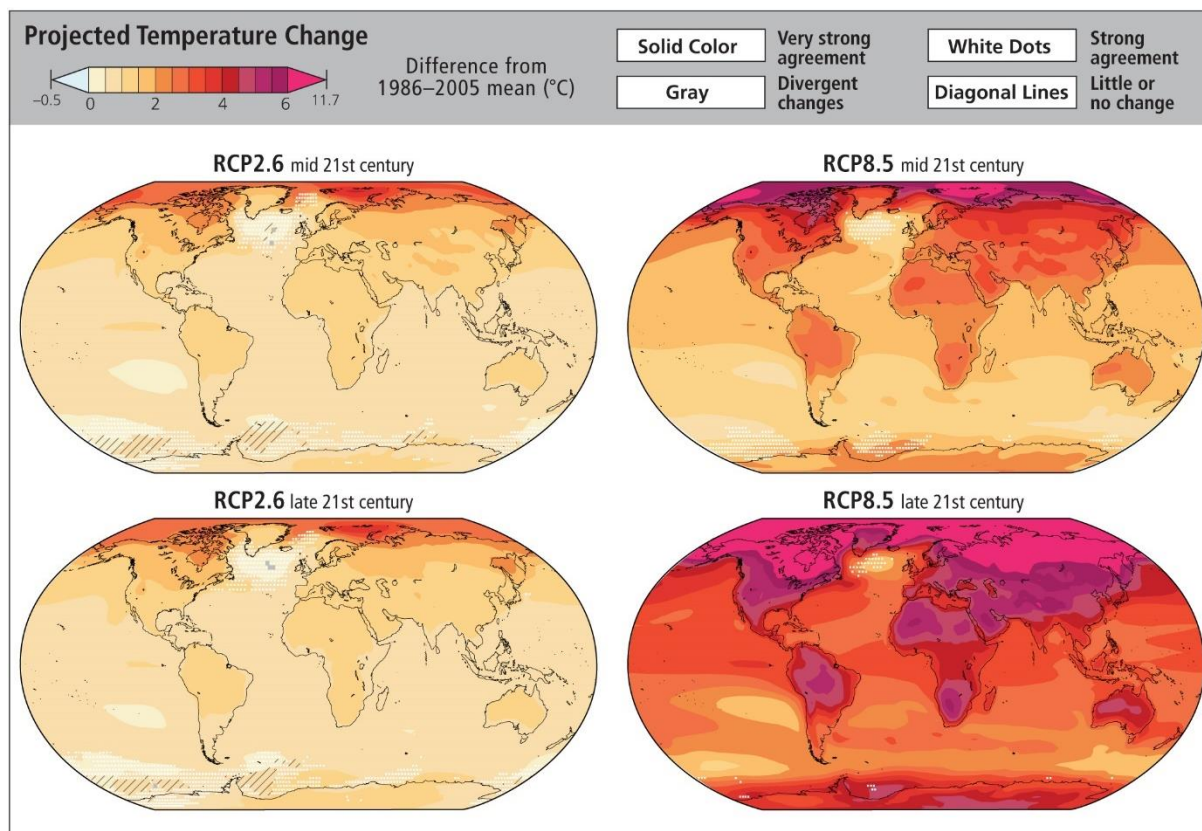 Projected Temperature Change
−0.5 0 2 4 6 11.7
Difference from
1986–2005 mean (°C)
Solid Color
Very strong
agreement
White Dots
Strong
agreement
Gray
Divergent
changes
Diagonal Lines
Little or
no change
RCP2.6 mid 21st century
RCP8.5 mid 21st century
RCP2.6 late 21st century
RCP8.5 late 21st century